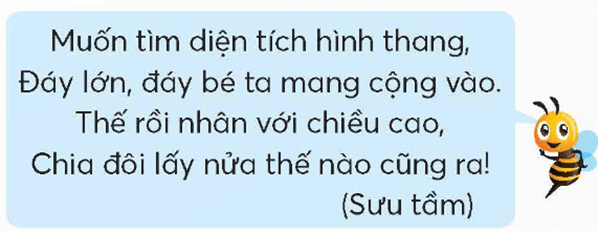 Muốn tìm diện tích hình thang,
Đáy lớn, đáy bé ta mang cộng vào.
Thế rồi nhân với chiều cao,
Chia đôi lấy nửa thế nào cũng ra!
(Sưu tầm)